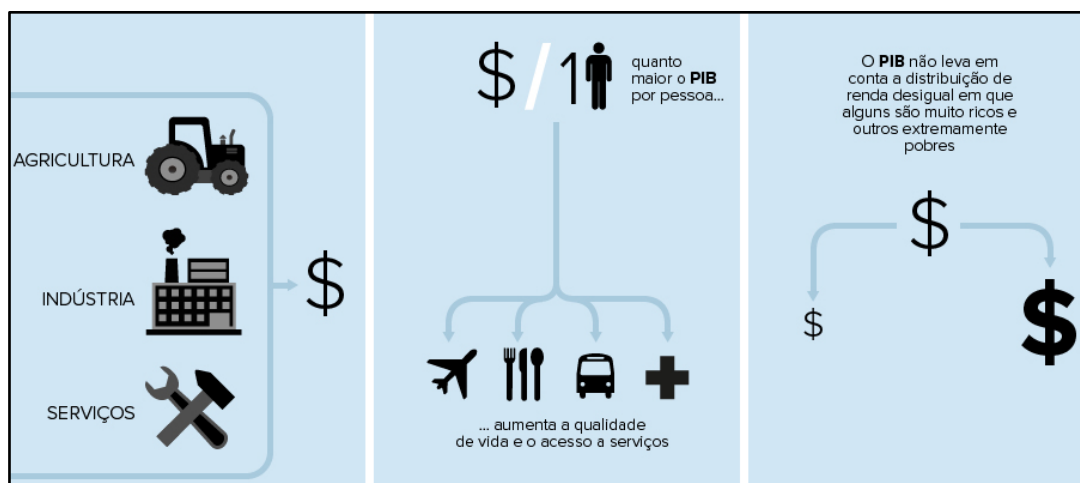 AGRICULTURA
INDÚSTRIA
SERVIÇOS
$
$/1
quanto
maior o PIB
por pessoa...
... aumenta a qualidade
de vida e o acesso a serviços
O PIB não leva em
conta a distribuição de
renda desigual em que
alguns são muito ricos e
outros extremamente
pobres
$
$
$